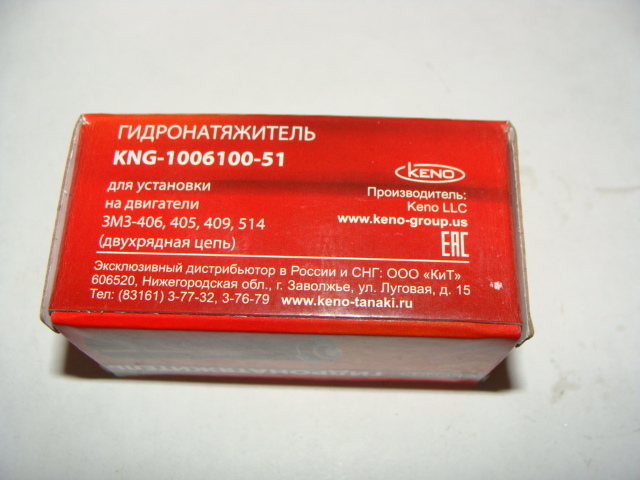 ГИДРОНАТЯЖИТЕЛЬ
KNG-1006100-51
для установки
на двигатели
ЗМЗ-406, 405, 409, 514
(двухрядная цепь)
KENO
Производитель:
Keno LLC
www.keno-group.us
EAC
Эксклюзивный дистрибьютор в России и СНГ: ООО «КиТ»
606520, Нижегородская обл., г. Заволжье, ул. Луговая, д. 15
Тел: (83161) 3-77-32, 3-76-79 www.keno-tanaki.ru
ГИДРОНАТЯЖИТЕЛЬ